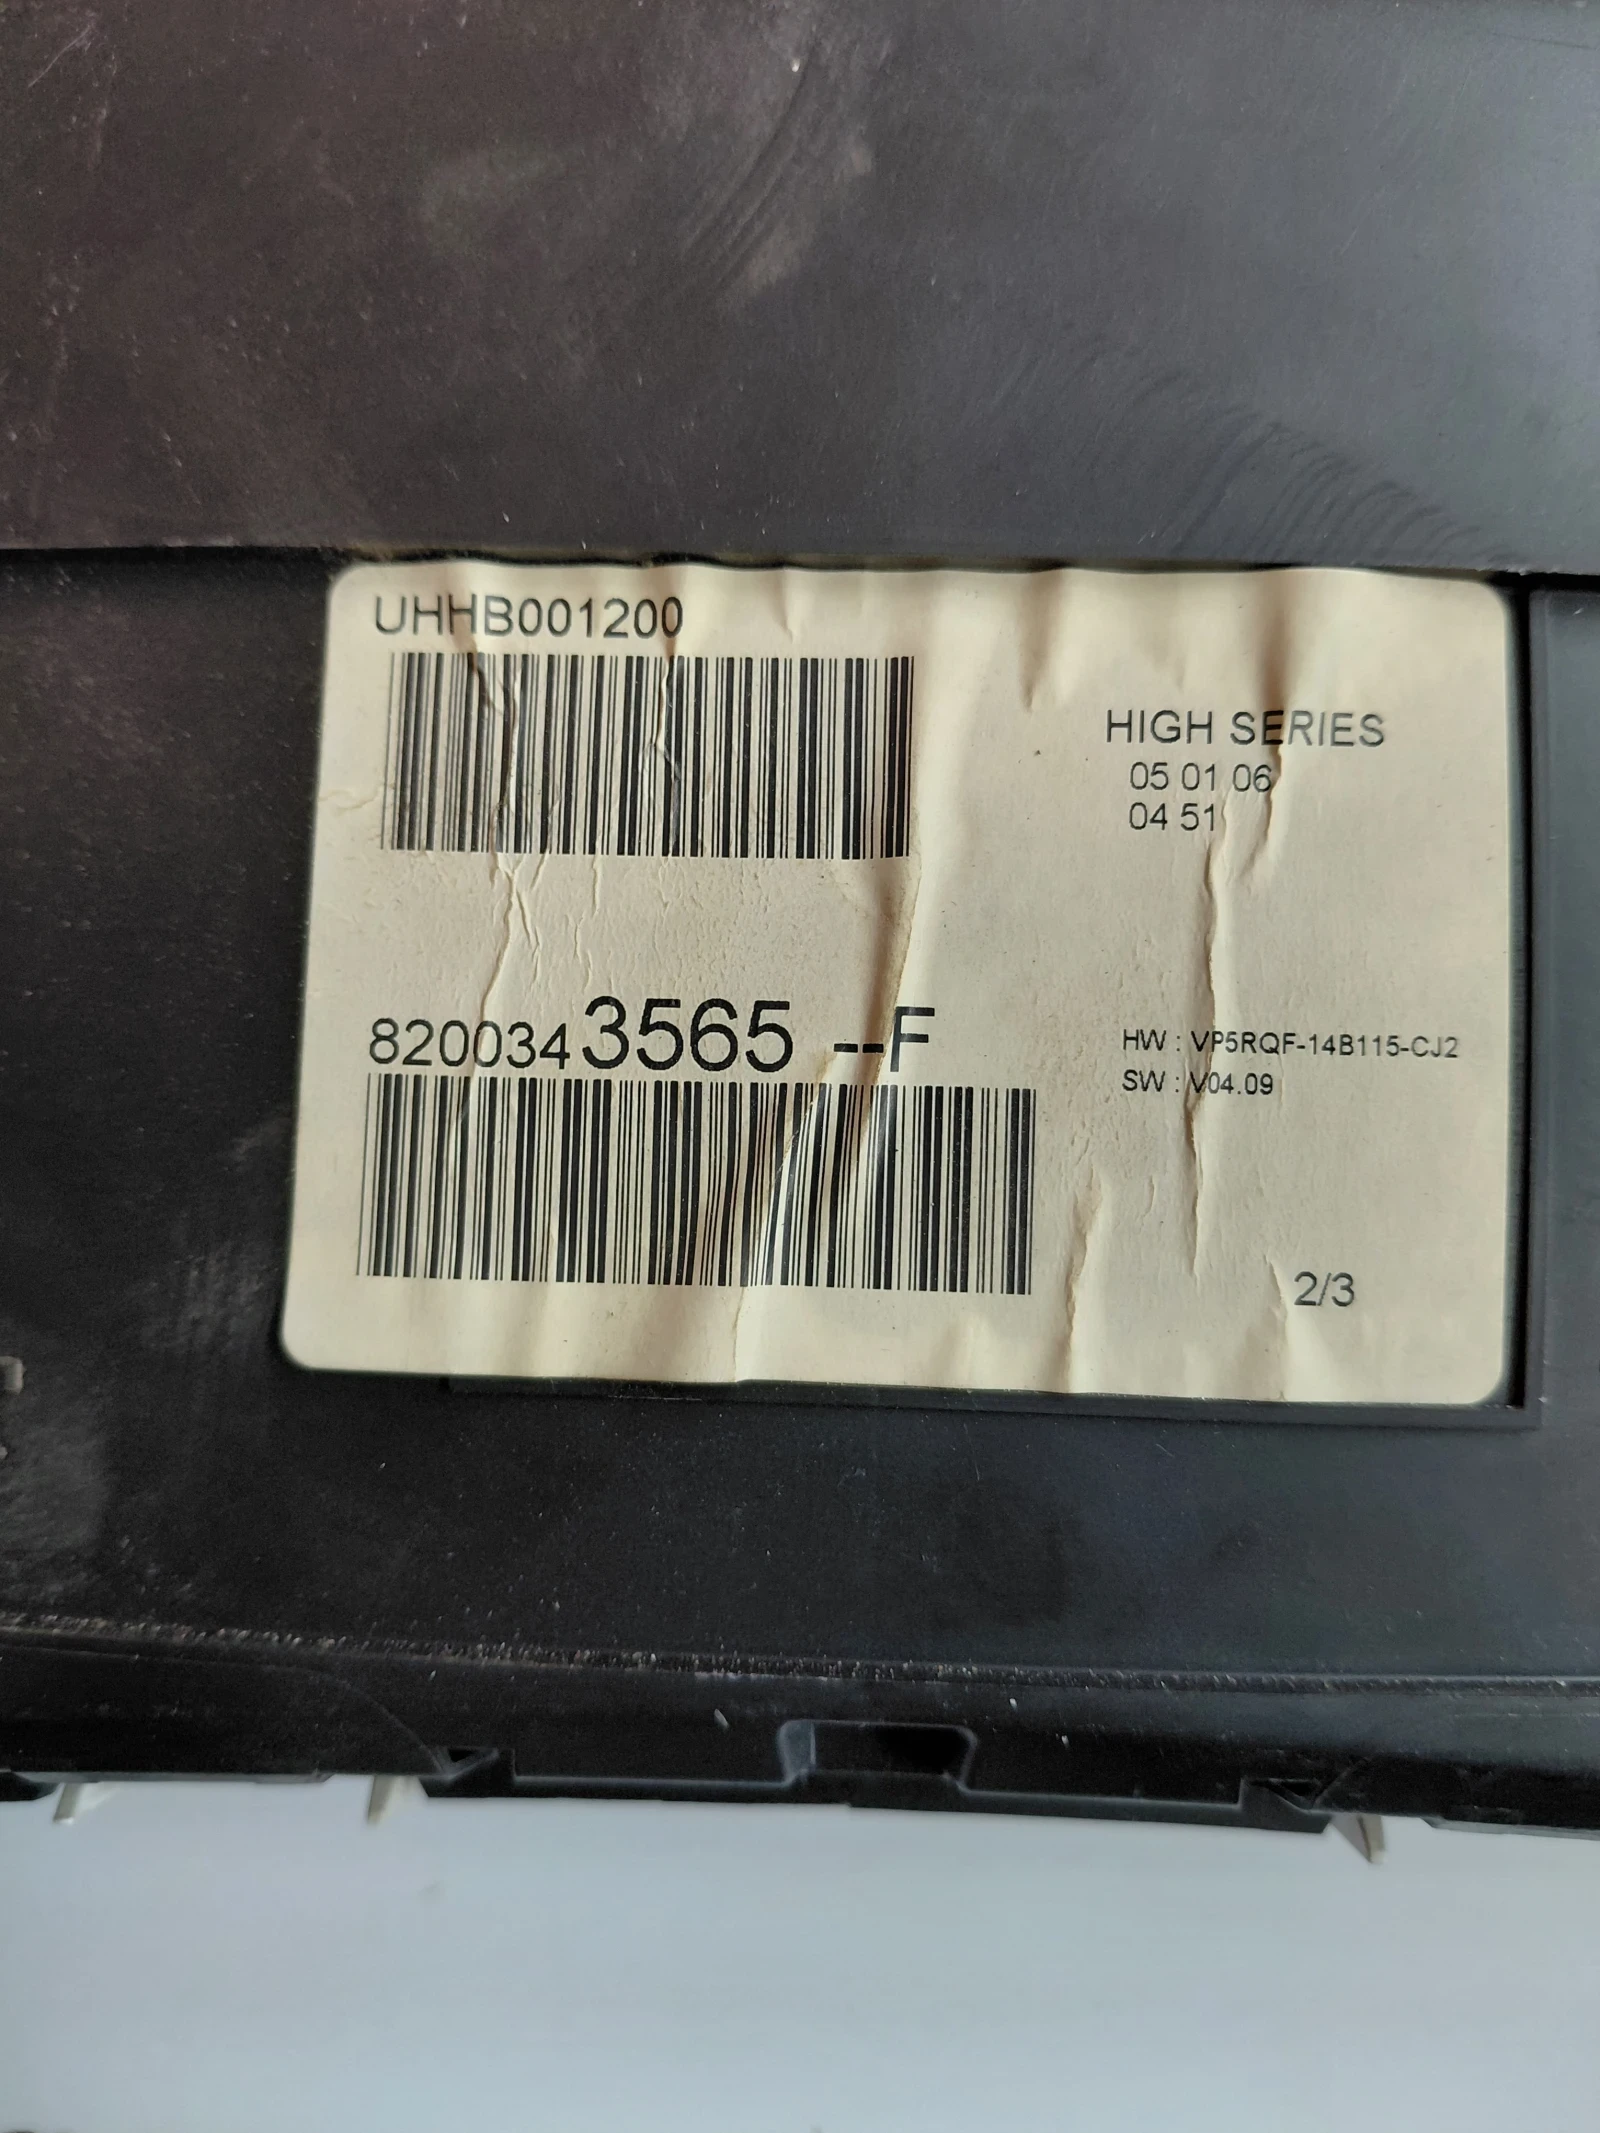 UHHB001200
HIGH SERIES
05 01 06
04 51
8200343565 --F
HW : VP5RQF-14B115-CJ2
SW : V04.09
2/3